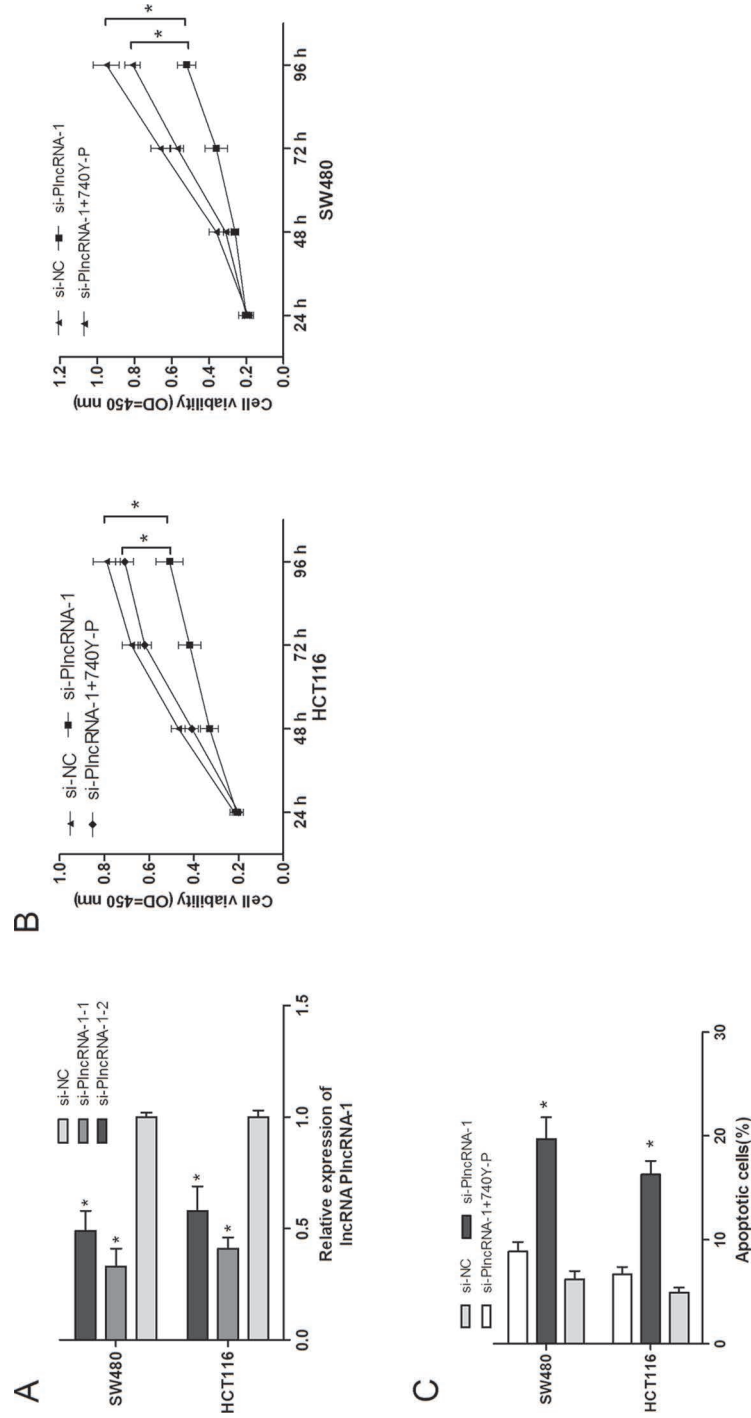 A
SW480
HCT116
0.0
0.5
1.0
1.5
Relative expression of
lncRNA PlncRNA-1
si-NC
si-PlncRNA-1-1
si-PlncRNA-1-2
*
*
*
*
B
Cell viability (OD=450 nm)
1.0
0.8
0.6
0.4
0.2
0.0
24 h
48 h
72 h
96 h
HCT116
si-NC
si-PlncRNA-1
si-PlncRNA-1+740Y-P
*
*
Cell viability (OD=450 nm)
1.2
1.0
0.8
0.6
0.4
0.2
0.0
24 h
48 h
72 h
96 h
SW480
si-NC
si-PlncRNA-1
si-PlncRNA-1+740Y-P
*
*
C
SW480
HCT116
0
10
20
30
Apoptotic cells(%)
si-NC
si-PlncRNA-1
si-PlncRNA-1+740Y-P
*
*